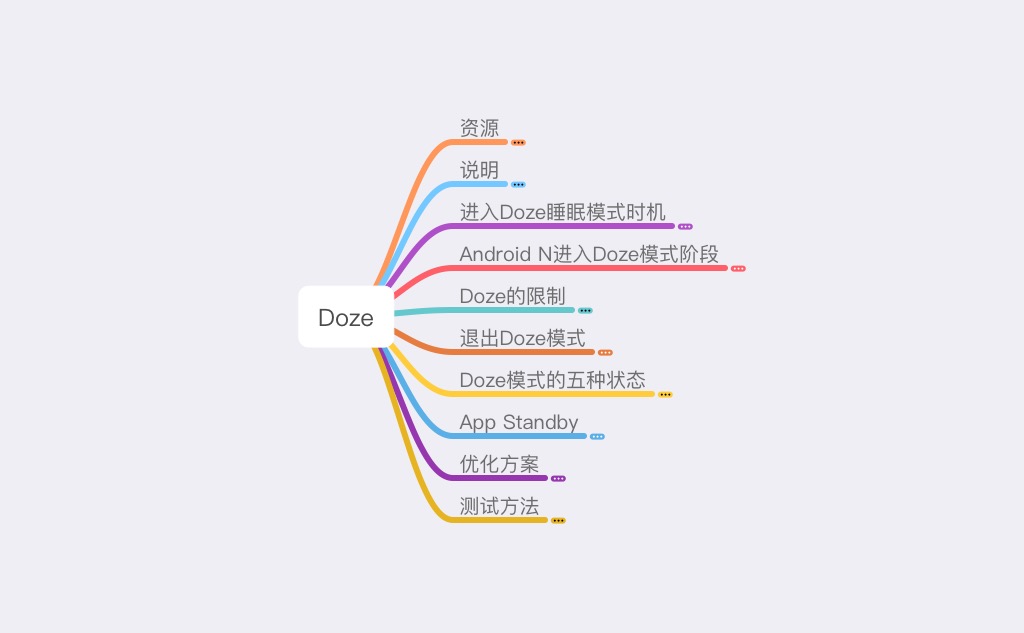 资源
说明
进入Doze睡眠模式时机
Android N进入Doze模式阶段
Doze的限制
Doze
退出Doze模式
Doze模式的五种状态
App Standby
优化方案
测试方法